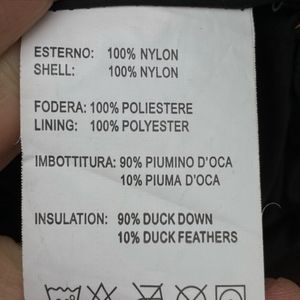 ESTERNO: 100% NYLON
SHELL: 100% NYLON
FODERA: 100% POLIESTERE
LINING: 100% POLYESTER
IMBOTTITURA: 90% PIUMINO D'OCA
10% PIUMA D'OCA
INSULATION: 90% DUCK DOWN
10% DUCK FEATHERS